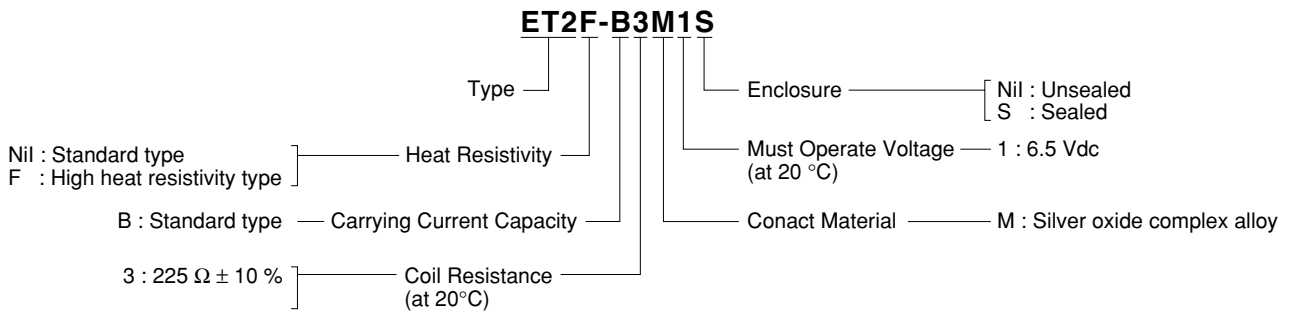 ET2F-B3M1S
Type
Enclosure
Nil : Unsealed
S : Sealed
Nil : Standard type
F : High heat resistivity type
Heat Resistivity
Must Operate Voltage
(at 20 °C)
1 : 6.5 Vdc
B : Standard type
Carrying Current Capacity
Conact Material
M : Silver oxide complex alloy
3 : 225 Ω ± 10 %
Coil Resistance
(at 20°C)